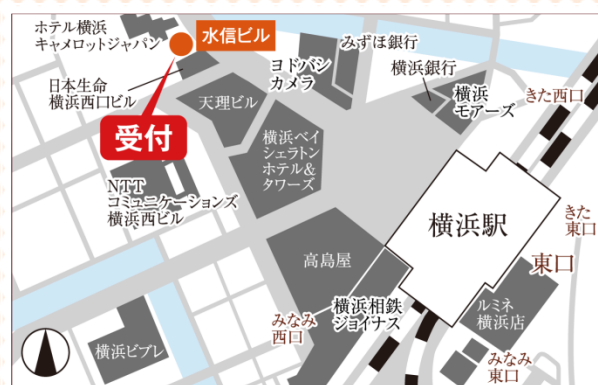 ホテル横浜
キャメロットジャパン
水信ビル
みずほ銀行
ヨドバシ
カメラ
横浜銀行
日本生命
横浜西口ビル
天理ビル
横浜
モアーズ
きた西口
受付
横浜ベイ
シェラトン
ホテル&
タワーズ
NTT
コミュニケーションズ
横浜西ビル
横浜駅
きた
東口
高島屋
東口
横浜相鉄
ジョイナス
ルミネ
横浜店
みなみ
西口
横浜ビブレ
みなみ
東口